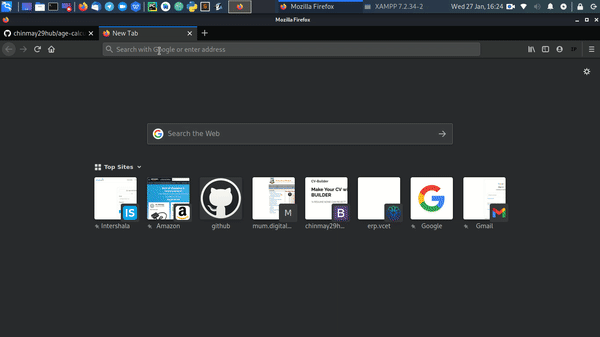 Mozilla Firefox
XAMPP 7.2.34-2
Wed 27 Jan, 16:24
Mozilla Firefox
chinmay29hub/age-calc
New Tab
Search with Google or enter address
Search the Web
Top Sites
CV-Builder
Make Your CV w
BUILDER
IS
a
M
B
Intershala
Amazon
github
mum.digital...
chinmay29h...
erp.vcet
Google
Gmail